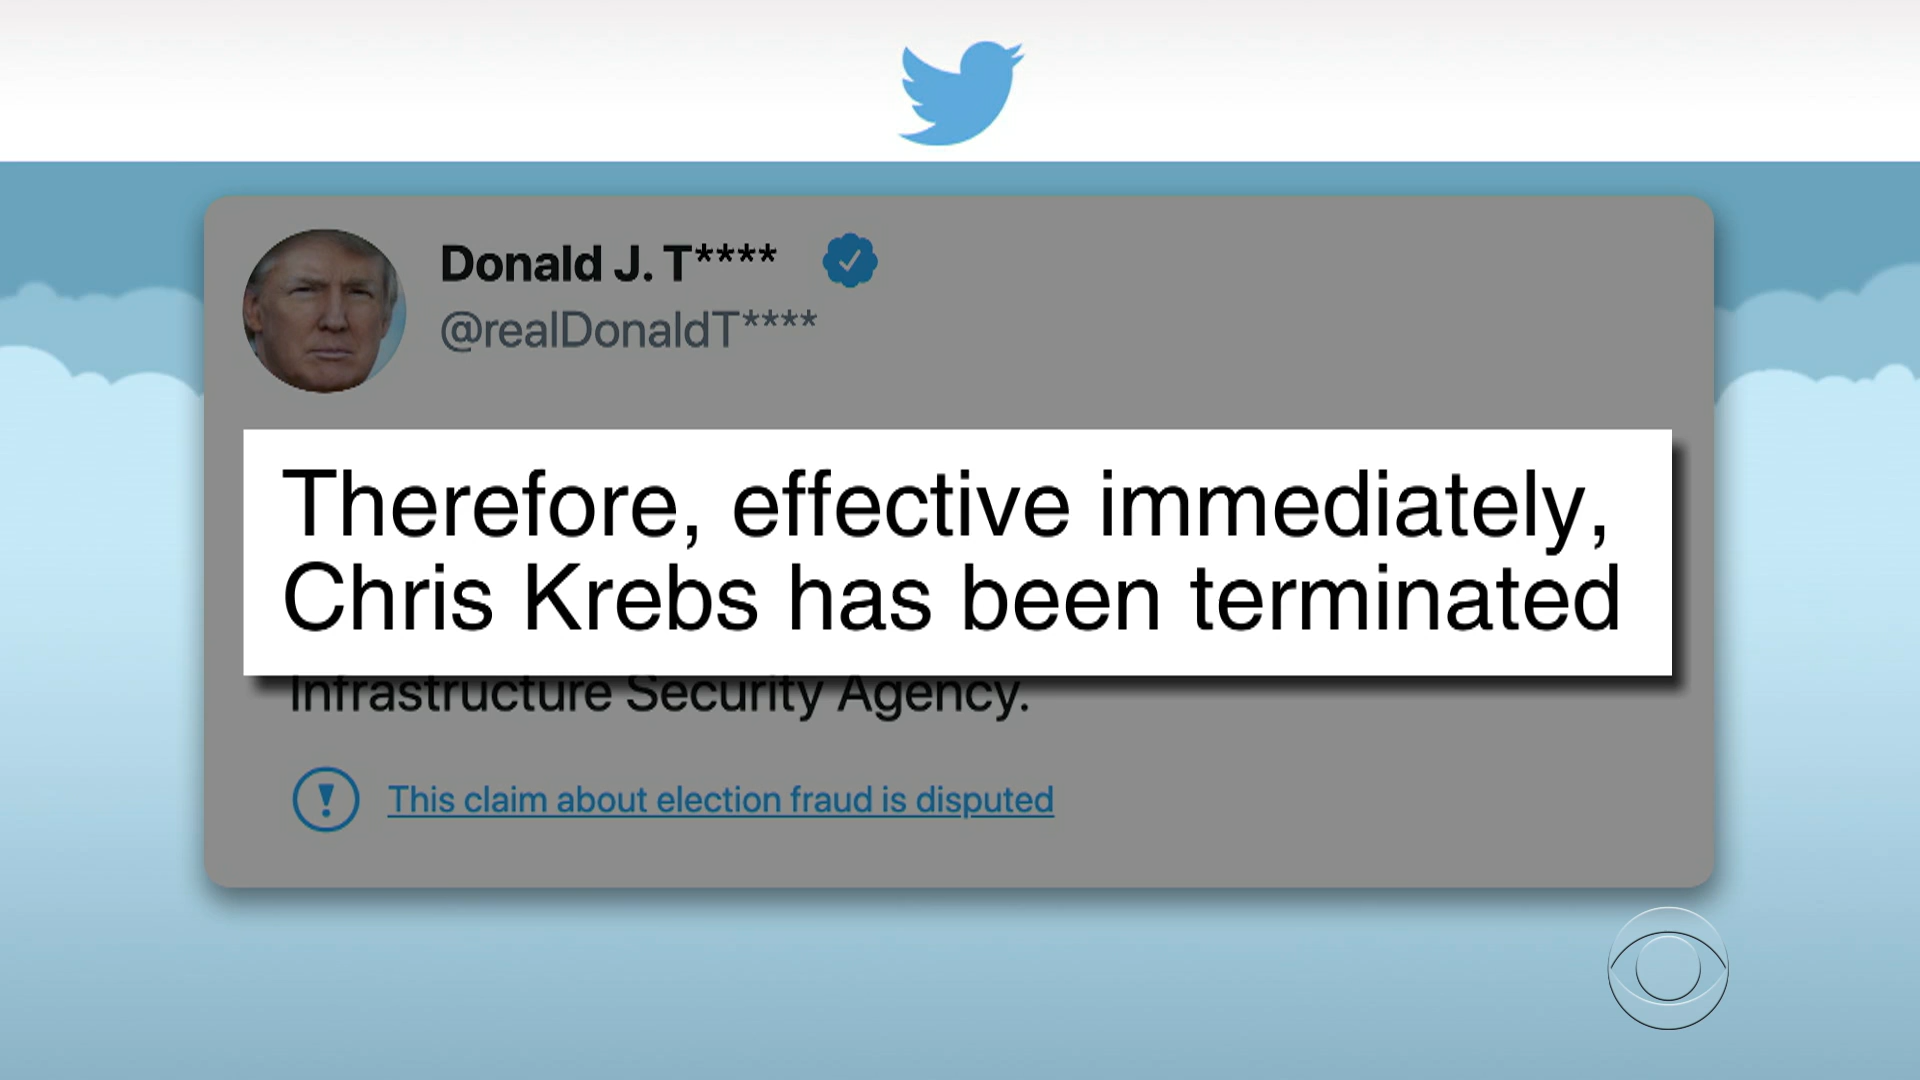 Donald J. T****
@realDonaldT****
Therefore, effective immediately,
Chris Krebs has been terminated
Infrastructure Security Agency.
This claim about election fraud is disputed